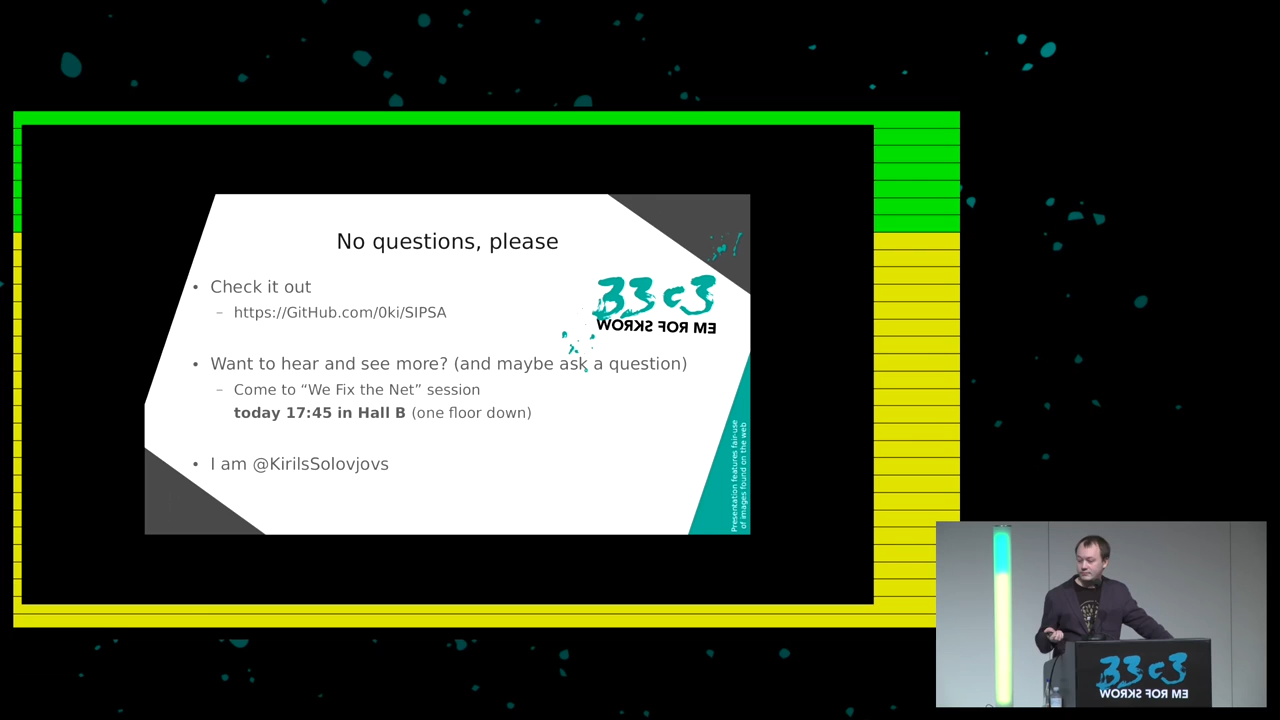 No questions, please
• Check it out
– https://GitHub.com/0ki/SIPSA
33c3
WORKS FOR ME
• Want to hear and see more? (and maybe ask a question)
– Come to “We Fix the Net” session
today 17:45 in Hall B (one floor down)
• I am @KirilsSolovjovs
Presentation features fair-use
of images found on the web
33c3
WORKS FOR ME